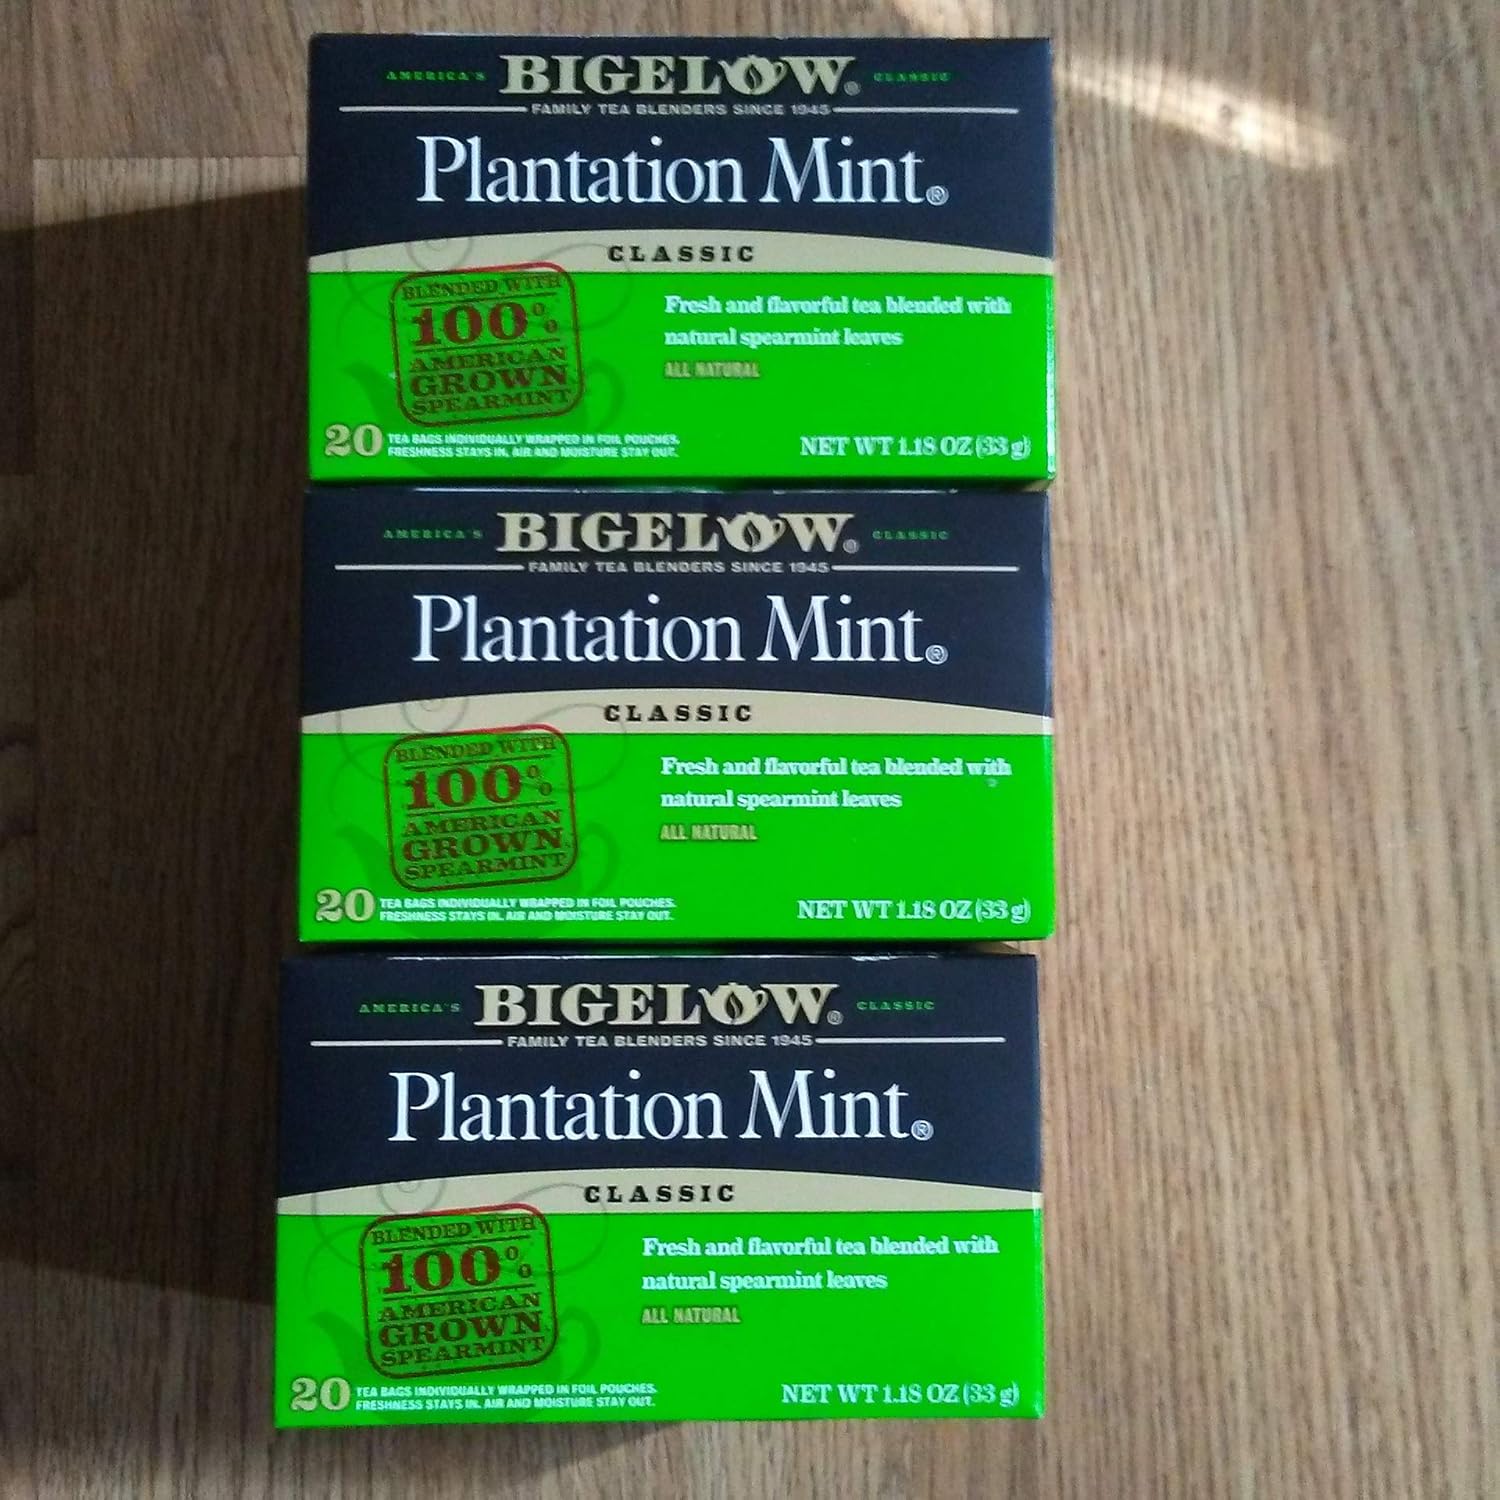 AMERICA'S BIGELOW® CLASSIC
FAMILY TEA BLENDERS SINCE 1945
Plantation Mint®
CLASSIC
BLENDED WITH
100%
AMERICAN
GROWN
SPEARMINT
Fresh and flavorful tea blended with
natural spearmint leaves
ALL NATURAL
20 TEA BAGS INDIVIDUALLY WRAPPED IN FOIL POUCHES.
FRESHNESS STAYS IN, AIR AND MOISTURE STAY OUT.
NET WT 1.18 OZ (33 g)
AMERICA'S BIGELOW® CLASSIC
FAMILY TEA BLENDERS SINCE 1945
Plantation Mint®
CLASSIC
BLENDED WITH
100%
AMERICAN
GROWN
SPEARMINT
Fresh and flavorful tea blended with
natural spearmint leaves
ALL NATURAL
20 TEA BAGS INDIVIDUALLY WRAPPED IN FOIL POUCHES.
FRESHNESS STAYS IN, AIR AND MOISTURE STAY OUT.
NET WT 1.18 OZ (33 g)
AMERICA'S BIGELOW® CLASSIC
FAMILY TEA BLENDERS SINCE 1945
Plantation Mint®
CLASSIC
BLENDED WITH
100%
AMERICAN
GROWN
SPEARMINT
Fresh and flavorful tea blended with
natural spearmint leaves
ALL NATURAL
20 TEA BAGS INDIVIDUALLY WRAPPED IN FOIL POUCHES.
FRESHNESS STAYS IN, AIR AND MOISTURE STAY OUT.
NET WT 1.18 OZ (33 g)